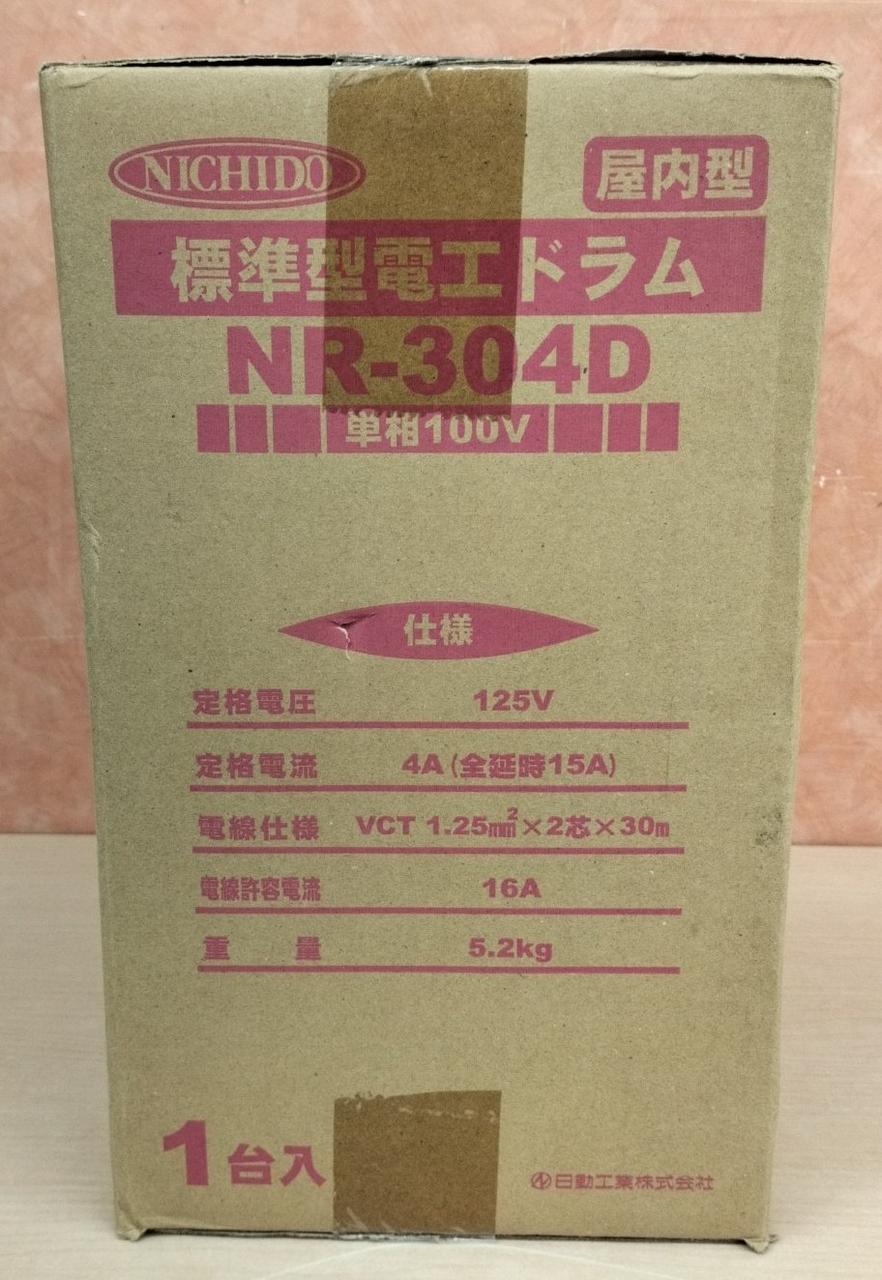 NICHIDO
屋内型
標準型電工ドラム
NR-304D
単相100V
仕様
定格電圧 125V
定格電流 4A(全延時15A)
電線仕様 VCT 1.25㎜²×2芯×30m
電線許容電流 16A
重 量 5.2kg
1台入
日動工業株式会社